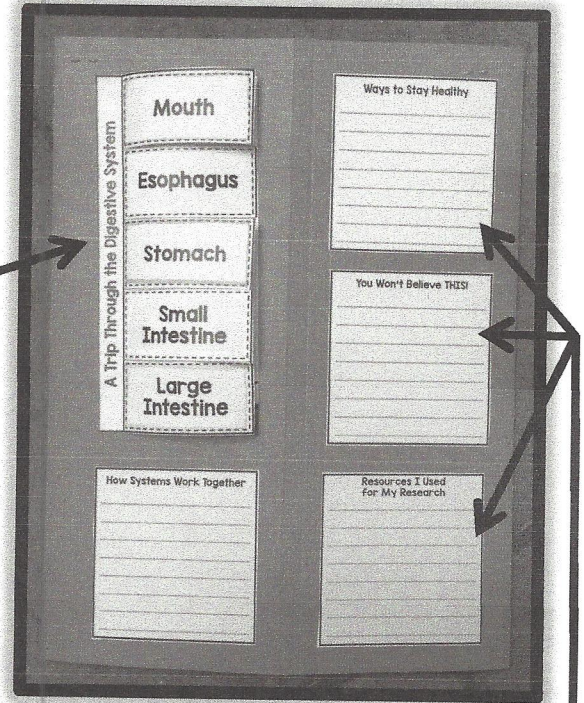 A Trip Through the Digestive System
Mouth
Esophagus
Stomach
Small
Intestine
Large
Intestine
How Systems Work Together
Ways to Stay Healthy
You Won't Believe THIS!
Resources I Used
for My Research